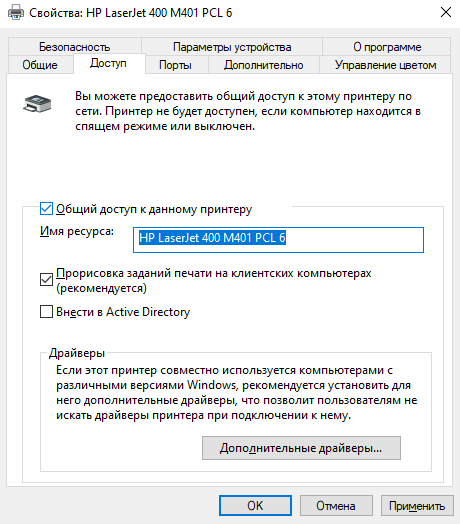 Свойства: HP LaserJet 400 M401 PCL 6
Безопасность
Параметры устройства
О программе
Общие
Доступ
Порты
Дополнительно
Управление цветом
Вы можете предоставить общий доступ к этому принтеру по
сети. Принтер не будет доступен, если компьютер находится в
спящем режиме или выключен.
Общий доступ к данному принтеру
Имя ресурса:
HP LaserJet 400 M401 PCL 6
Прорисовка заданий печати на клиентских компьютерах
(рекомендуется)
Внести в Active Directory
Драйверы
Если этот принтер совместно используется компьютерами с
различными версиями Windows, рекомендуется установить для
него дополнительные драйверы, что позволит пользователям не
искать драйверы принтера при подключении к нему.
Дополнительные драйверы...
OK
Отмена
Применить